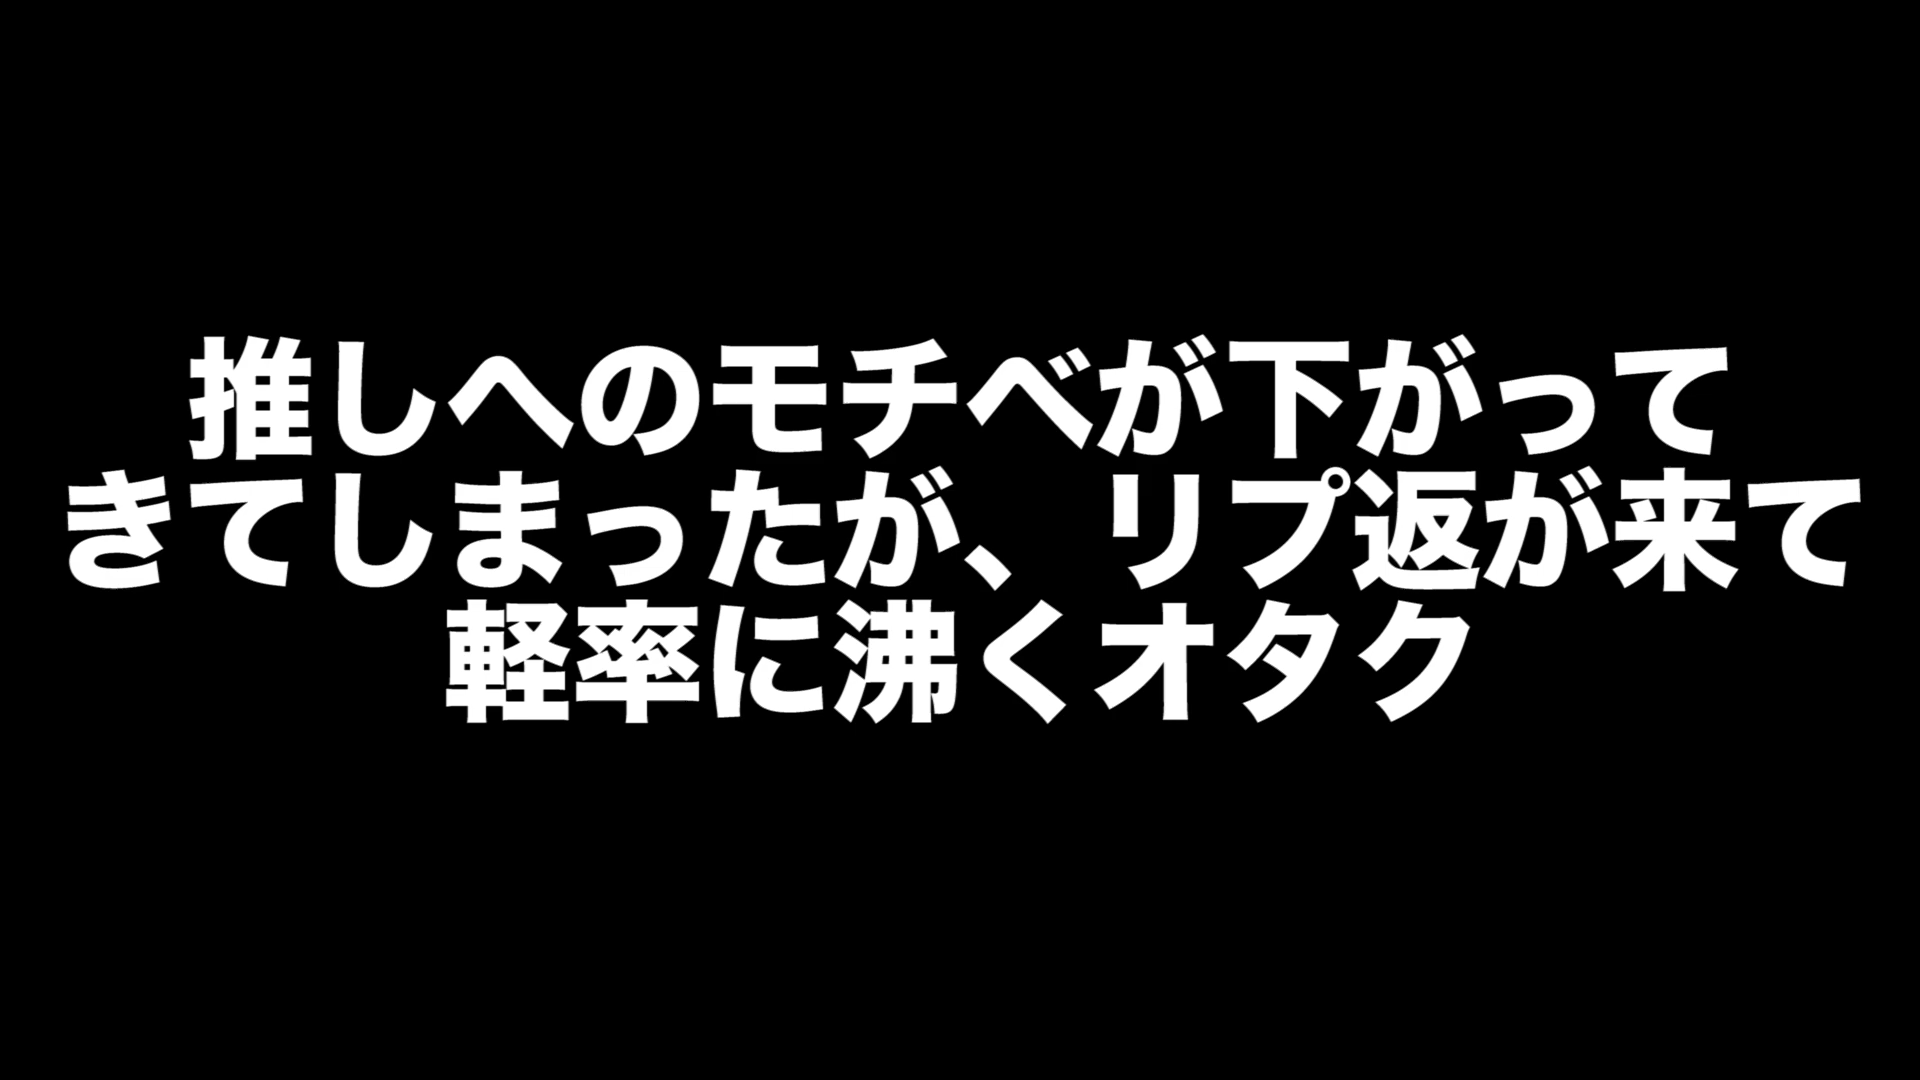 推しへのモチベが下がって
きてしまったが、リプ返が来て
軽率に沸くオタク